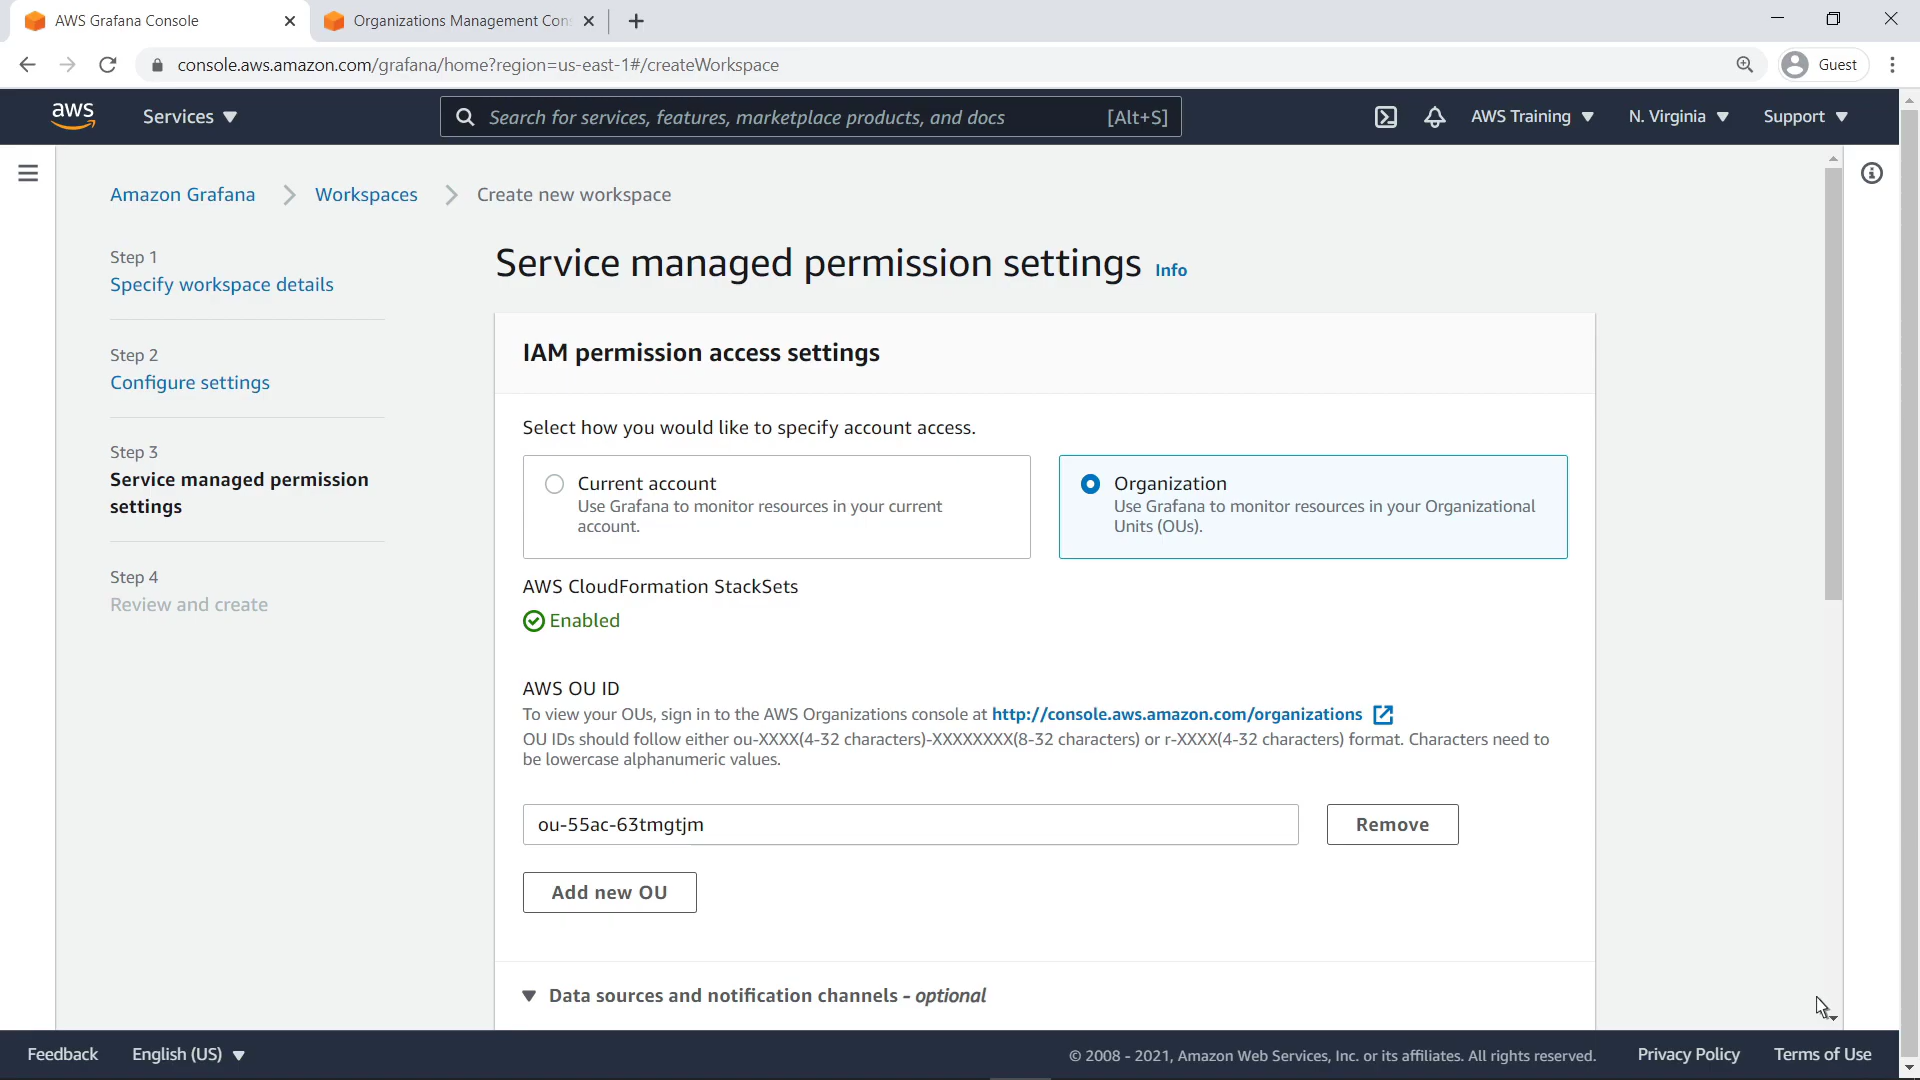 AWS Grafana Console
Organizations Management Cons
console.aws.amazon.com/grafana/home?region=us-east-1#/createWorkspace
Guest
aws
Services
Search for services, features, marketplace products, and docs
[Alt+S]
AWS Training
N. Virginia
Support
Amazon Grafana
Workspaces
Create new workspace
Step 1
Specify workspace details
Step 2
Configure settings
Step 3
Service managed permission
settings
Step 4
Review and create
Service managed permission settings Info
IAM permission access settings
Select how you would like to specify account access.
Current account
Use Grafana to monitor resources in your current
account.
Organization
Use Grafana to monitor resources in your Organizational
Units (OUs).
AWS CloudFormation StackSets
Enabled
AWS OU ID
To view your OUs, sign in to the AWS Organizations console at http://console.aws.amazon.com/organizations
OU IDs should follow either ou-XXXX(4-32 characters)-XXXXXXXX(8-32 characters) or r-XXXX(4-32 characters) format. Characters need to
be lowercase alphanumeric values.
ou-55ac-63tmgtjm
Remove
Add new OU
Data sources and notification channels - optional
Feedback
English (US)
© 2008 - 2021, Amazon Web Services, Inc. or its affiliates. All rights reserved.
Privacy Policy
Terms of Use